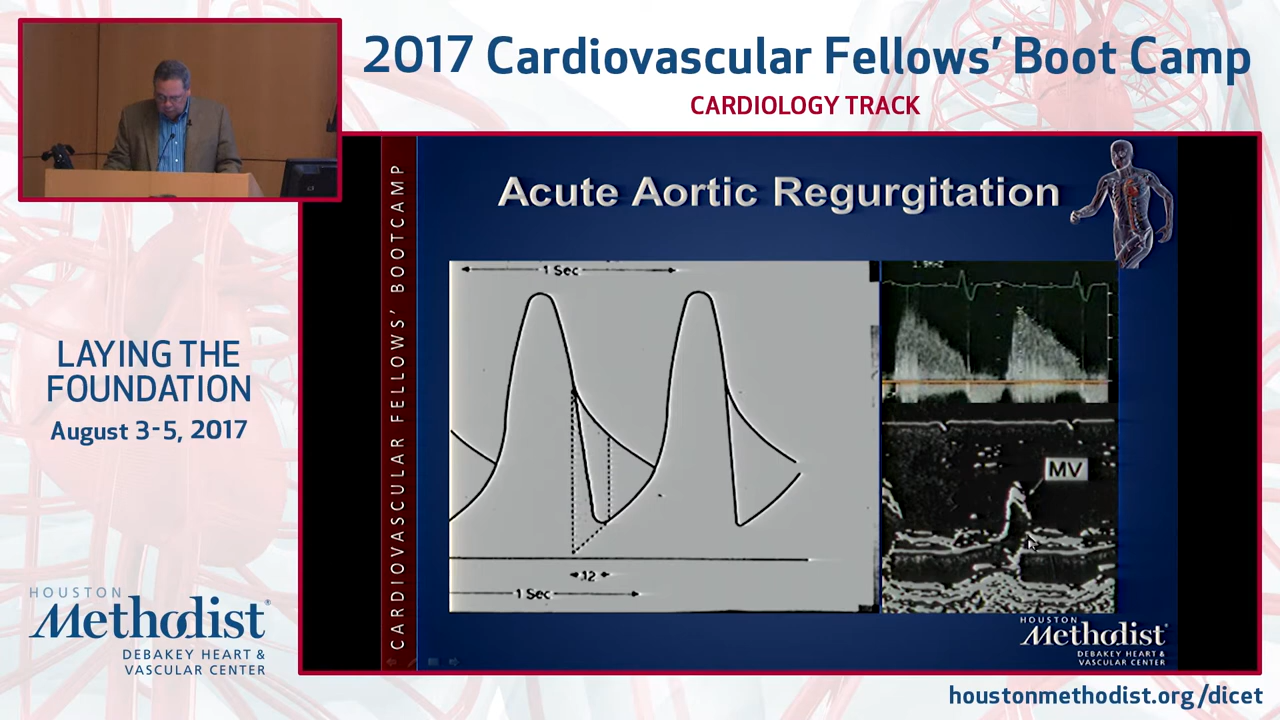 2017 Cardiovascular Fellows' Boot Camp
CARDIOLOGY TRACK
LAYING THE
FOUNDATION
August 3-5, 2017
HOUSTON
Methodist®
DEBAKEY HEART &
VASCULAR CENTER
CARDIOVASCULAR FELLOWS' BOOTCAMP
Acute Aortic Regurgitation
1 Sec
.12
1 Sec
MV
HOUSTON
Methodist®
DEBAKEY HEART &
VASCULAR CENTER
houstonmethodist.org/dicet